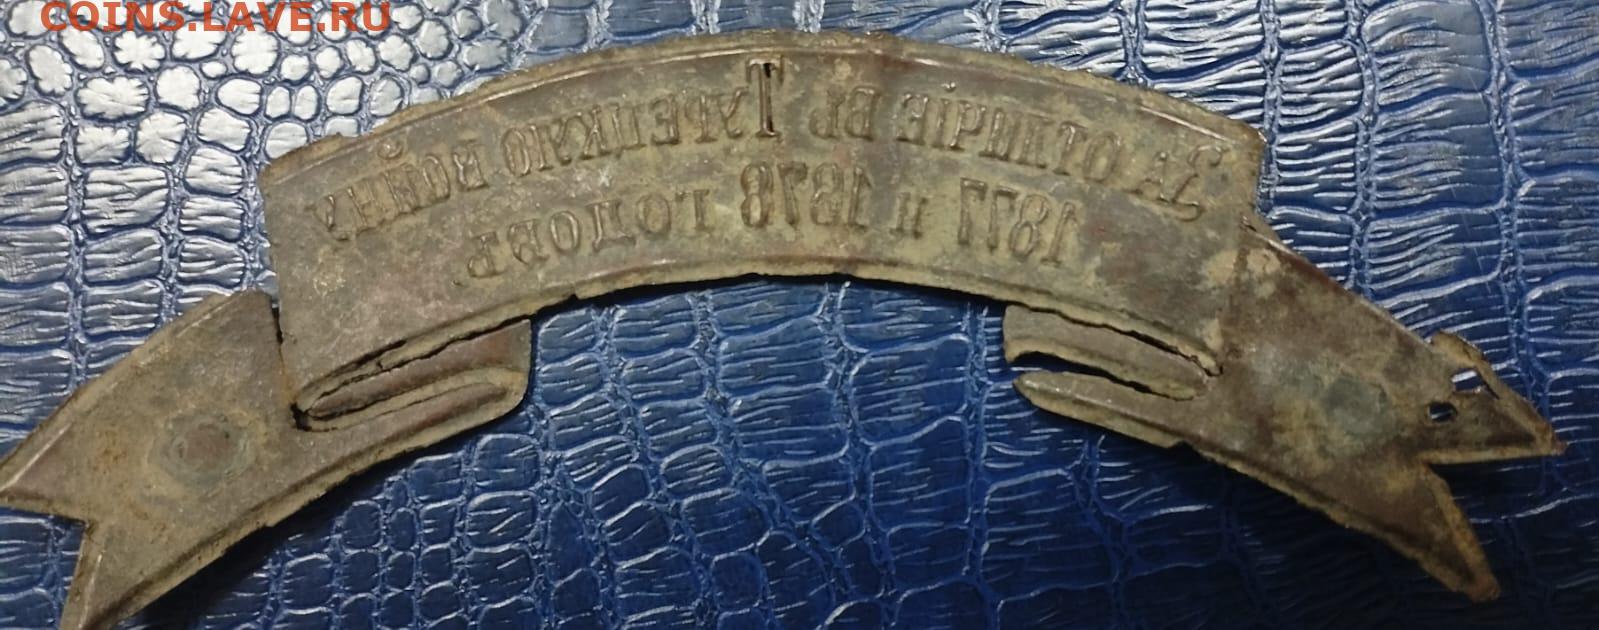 COINS.LAVE.RU
За отличіе въ Турецкую войну
1877 и 1878 годовъ